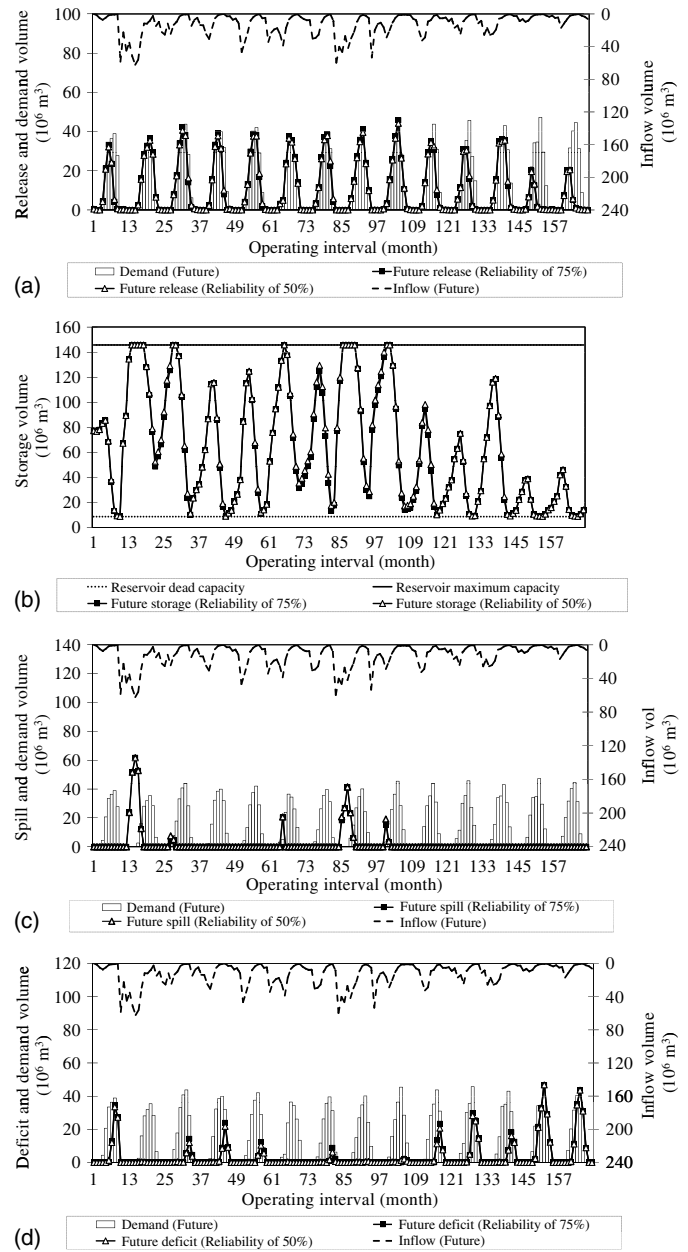 Release and demand volume
(10⁶ m³)
100
80
60
40
20
0
0
60
120
180
240
Inflow volume
(10⁶ m³)
1 13 25 37 49 61 73 85 97 109 121 133 145 157
Operating interval (month)
Demand (Future) Future release (Reliability of 75%)
Future release (Reliability of 50%) Inflow (Future)
(a)
Storage volume
(10⁶ m³)
160
140
120
100
80
60
40
20
0
1 13 25 37 49 61 73 85 97 109 121 133 145 157
Operating interval (month)
Reservoir dead capacity Reservoir maximum capacity
Future storage (Reliability of 75%) Future storage (Reliability of 50%)
(b)
Spill and demand volume
(10⁶ m³)
140
120
100
80
60
40
20
0
0
40
80
120
160
200
240
Inflow vol
(10⁶ m³)
1 13 25 37 49 61 73 85 97 109 121 133 145 157
Operating interval (month)
Demand (Future) Future spill (Reliability of 75%)
Future spill (Reliability of 50%) Inflow (Future)
(c)
Deficit and demand volume
(10⁶ m³)
120
100
80
60
40
20
0
0
40
80
120
160
200
240
Inflow volume
(10⁶ m³)
1 13 25 37 49 61 73 85 97 109 121 133 145 157
Operating interval (month)
Demand (Future) Future deficit (Reliability of 75%)
Future deficit (Reliability of 50%) Inflow (Future)
(d)